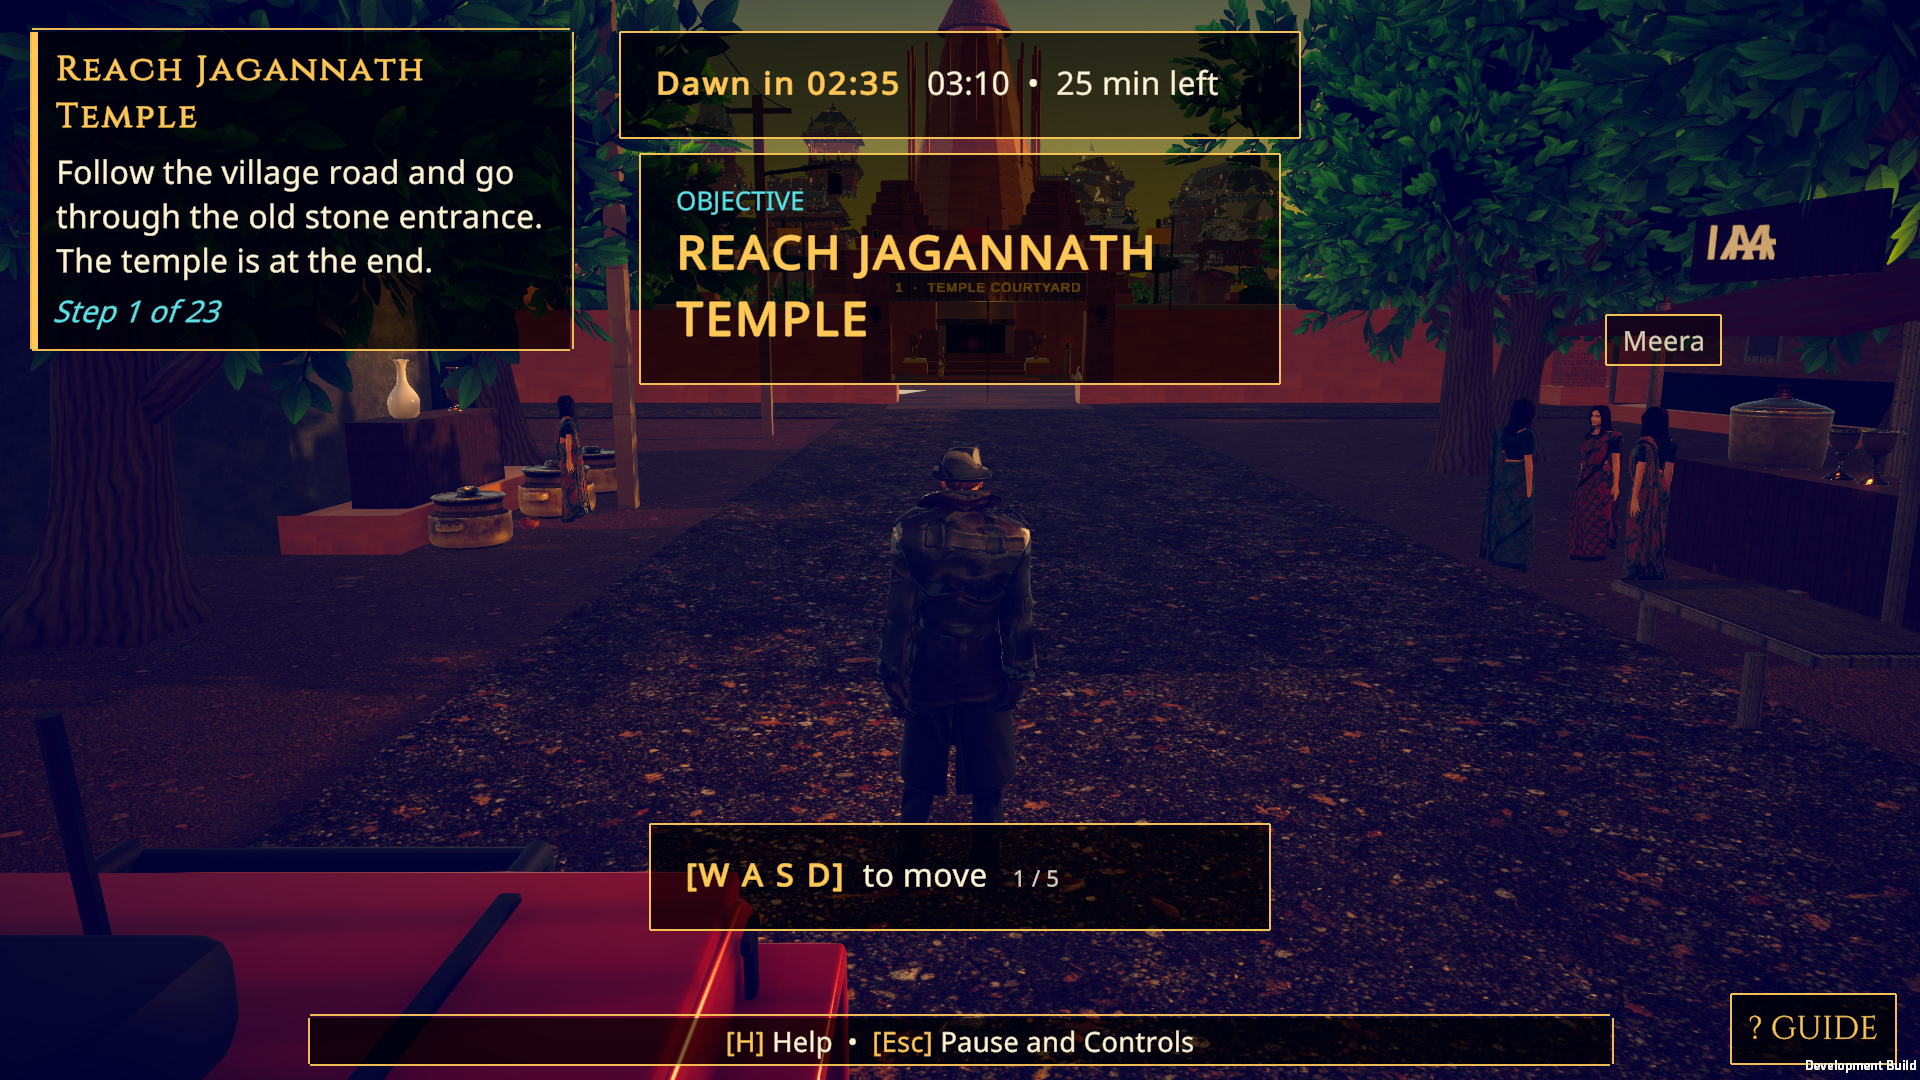 REACH JAGANNATH
TEMPLE
Follow the village road and go
through the old stone entrance.
The temple is at the end.
Step 1 of 23
Dawn in 02:35 03:10 • 25 min left
OBJECTIVE
REACH JAGANNATH
TEMPLE
1 · TEMPLE COURTYARD
Meera
[W A S D] to move 1 / 5
[H] Help • [Esc] Pause and Controls
? GUIDE
Development Build